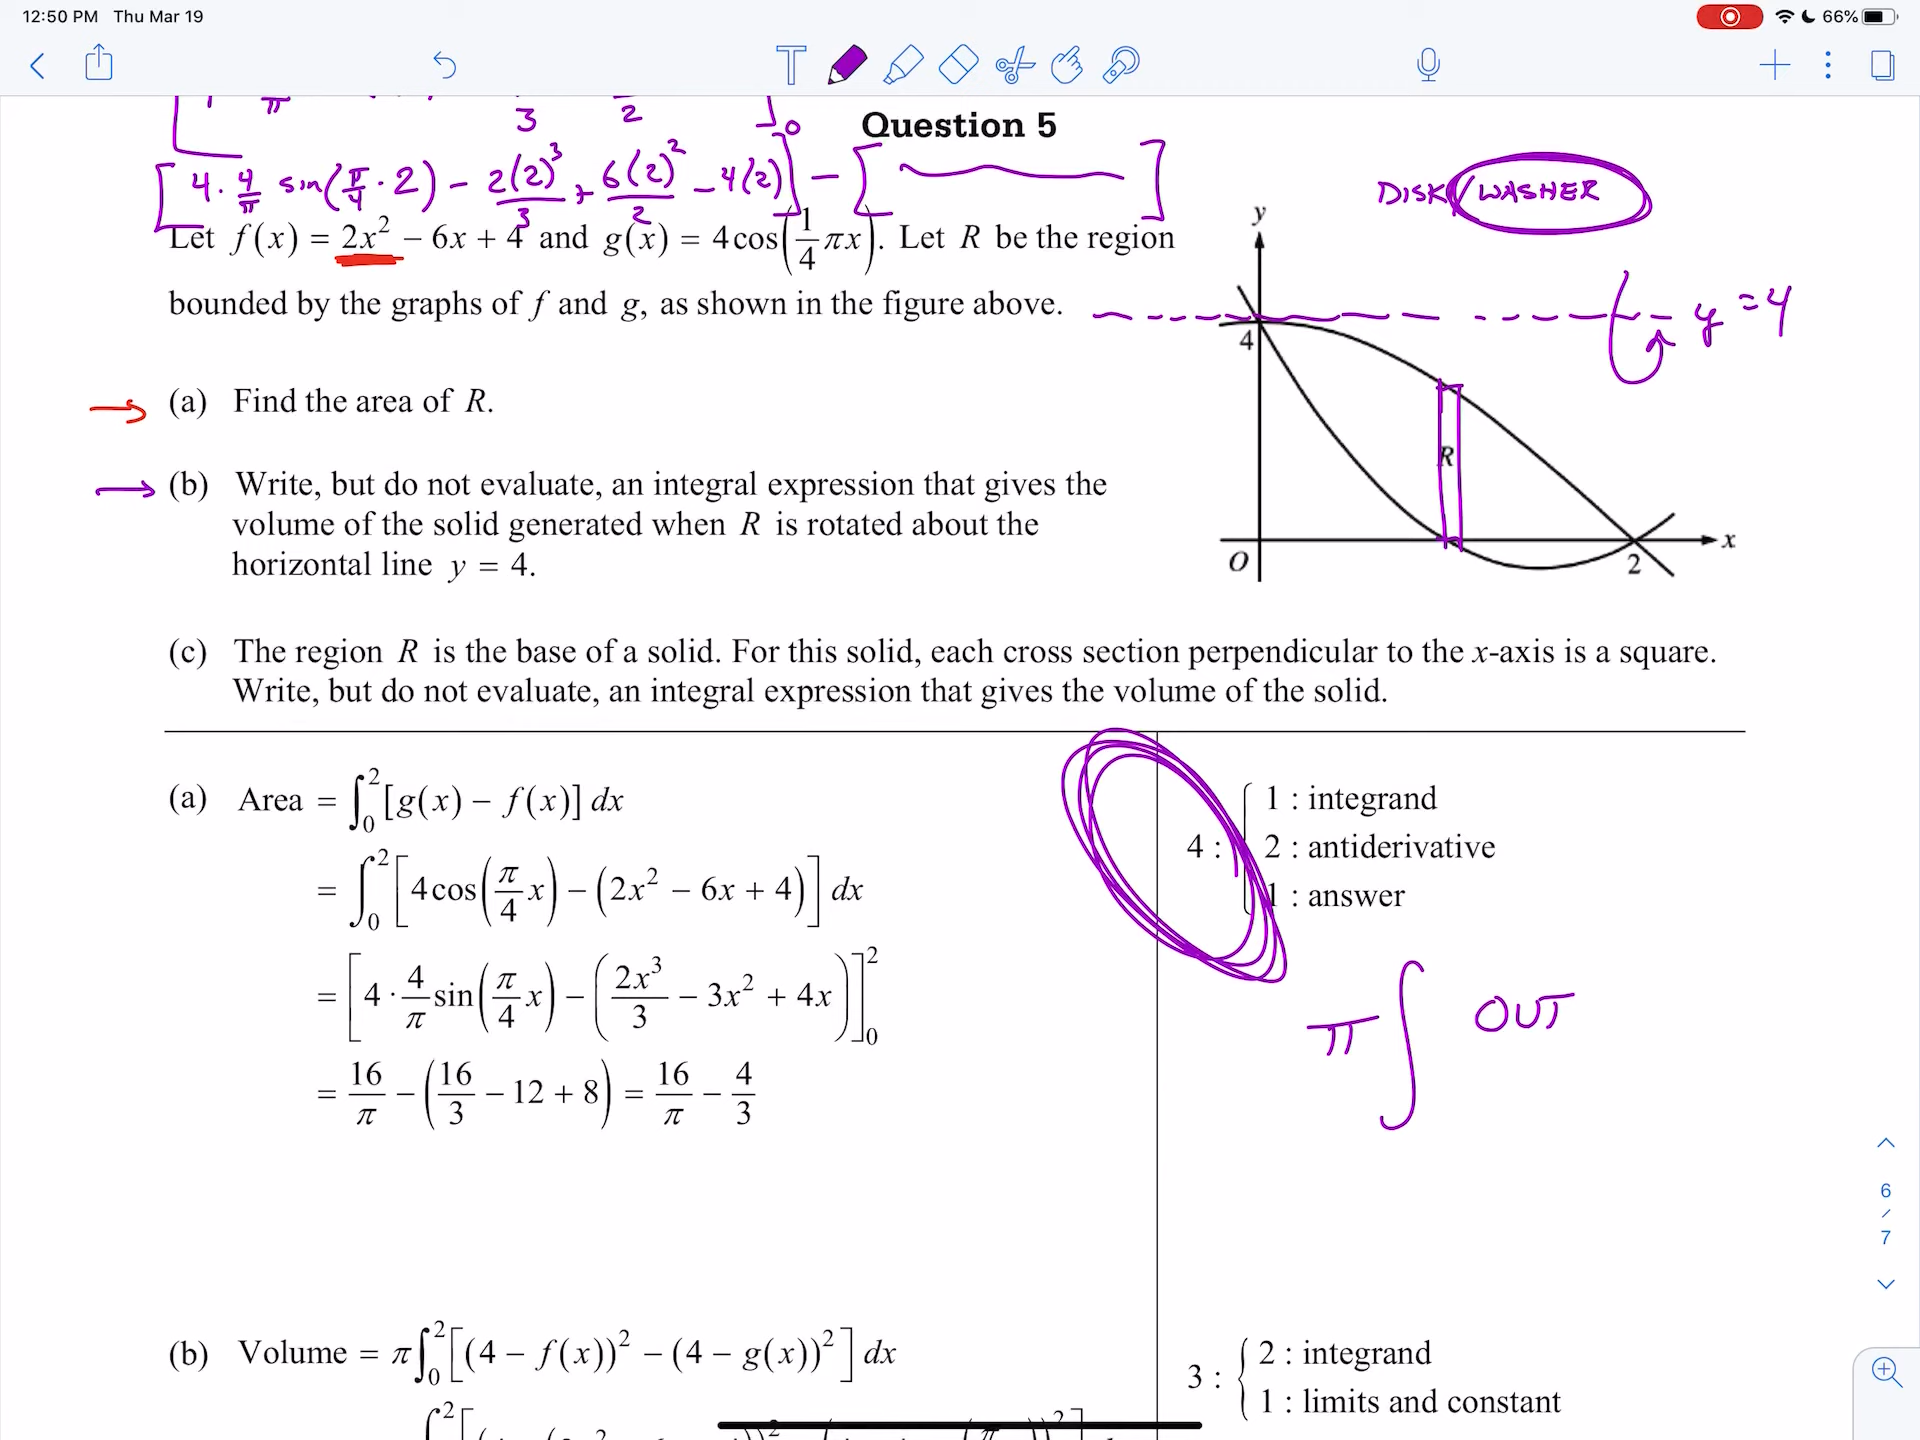 12:50 PM Thu Mar 19
66%
π
3
2
0
Question 5
[4 · 4/π sin(π/4 · 2) − 2(2)³/3 + 6(2)²/2 − 4(2)] − [ ]
DISK/WASHER
Let f(x) = 2x² − 6x + 4 and g(x) = 4cos(1/4 πx). Let R be the region
bounded by the graphs of f and g, as shown in the figure above.
y
4
y = 4
R
O
2
x
(a) Find the area of R.
(b) Write, but do not evaluate, an integral expression that gives the
volume of the solid generated when R is rotated about the
horizontal line y = 4.
(c) The region R is the base of a solid. For this solid, each cross section perpendicular to the x-axis is a square.
Write, but do not evaluate, an integral expression that gives the volume of the solid.
(a) Area = ∫₀² [g(x) − f(x)] dx
= ∫₀² [4cos(π/4 x) − (2x² − 6x + 4)] dx
= [4 · 4/π sin(π/4 x) − (2x³/3 − 3x² + 4x)]₀²
= 16/π − (16/3 − 12 + 8) = 16/π − 4/3
4 : { 1 : integrand
2 : antiderivative
1 : answer
π ∫ OUT
6
/
7
(b) Volume = π∫₀² [(4 − f(x))² − (4 − g(x))²] dx
3 : { 2 : integrand
1 : limits and constant